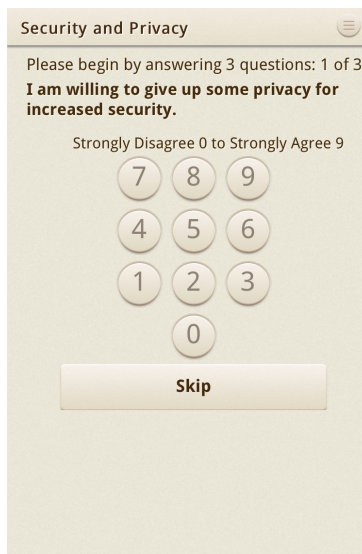 Security and Privacy
Please begin by answering 3 questions: 1 of 3
I am willing to give up some privacy for
increased security.
Strongly Disagree 0 to Strongly Agree 9
7 8 9
4 5 6
1 2 3
0
Skip